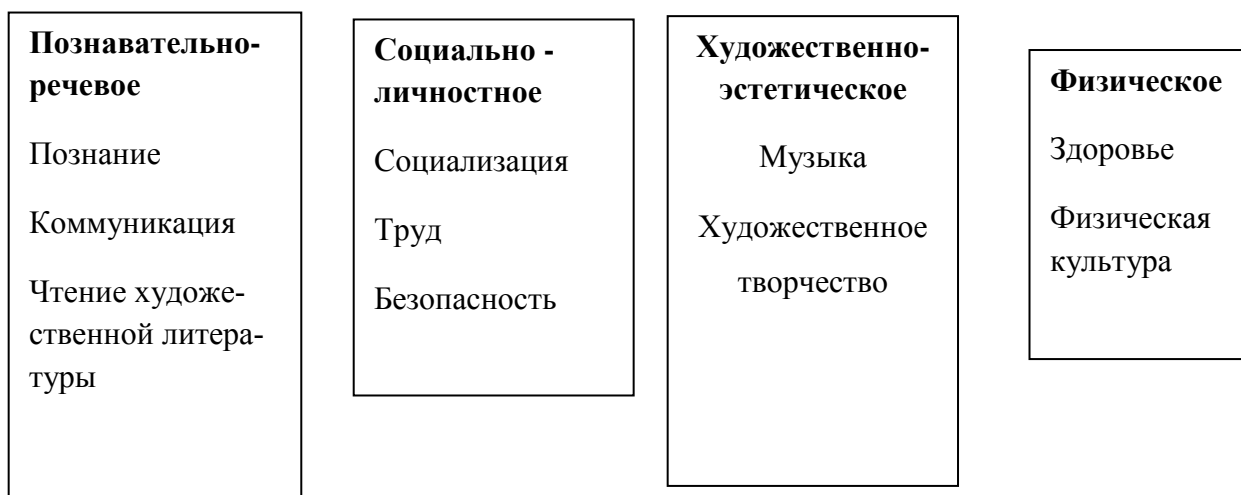 Познавательно-
речевое
Познание
Коммуникация
Чтение художе-
ственной литера-
туры
Социально -
личностное
Социализация
Труд
Безопасность
Художественно-
эстетическое
Музыка
Художественное
творчество
Физическое
Здоровье
Физическая
культура